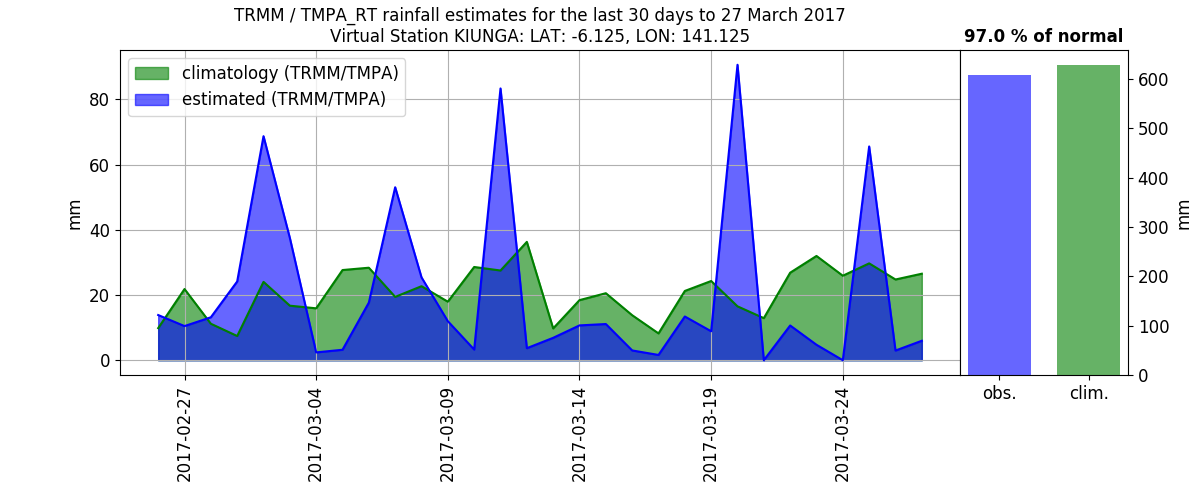 TRMM / TMPA_RT rainfall estimates for the last 30 days to 27 March 2017
Virtual Station KIUNGA: LAT: -6.125, LON: 141.125
97.0 % of normal
climatology (TRMM/TMPA)
estimated (TRMM/TMPA)
mm
80
60
40
20
0
2017-02-27
2017-03-04
2017-03-09
2017-03-14
2017-03-19
2017-03-24
600
500
400
300
200
100
0
mm
obs.
clim.